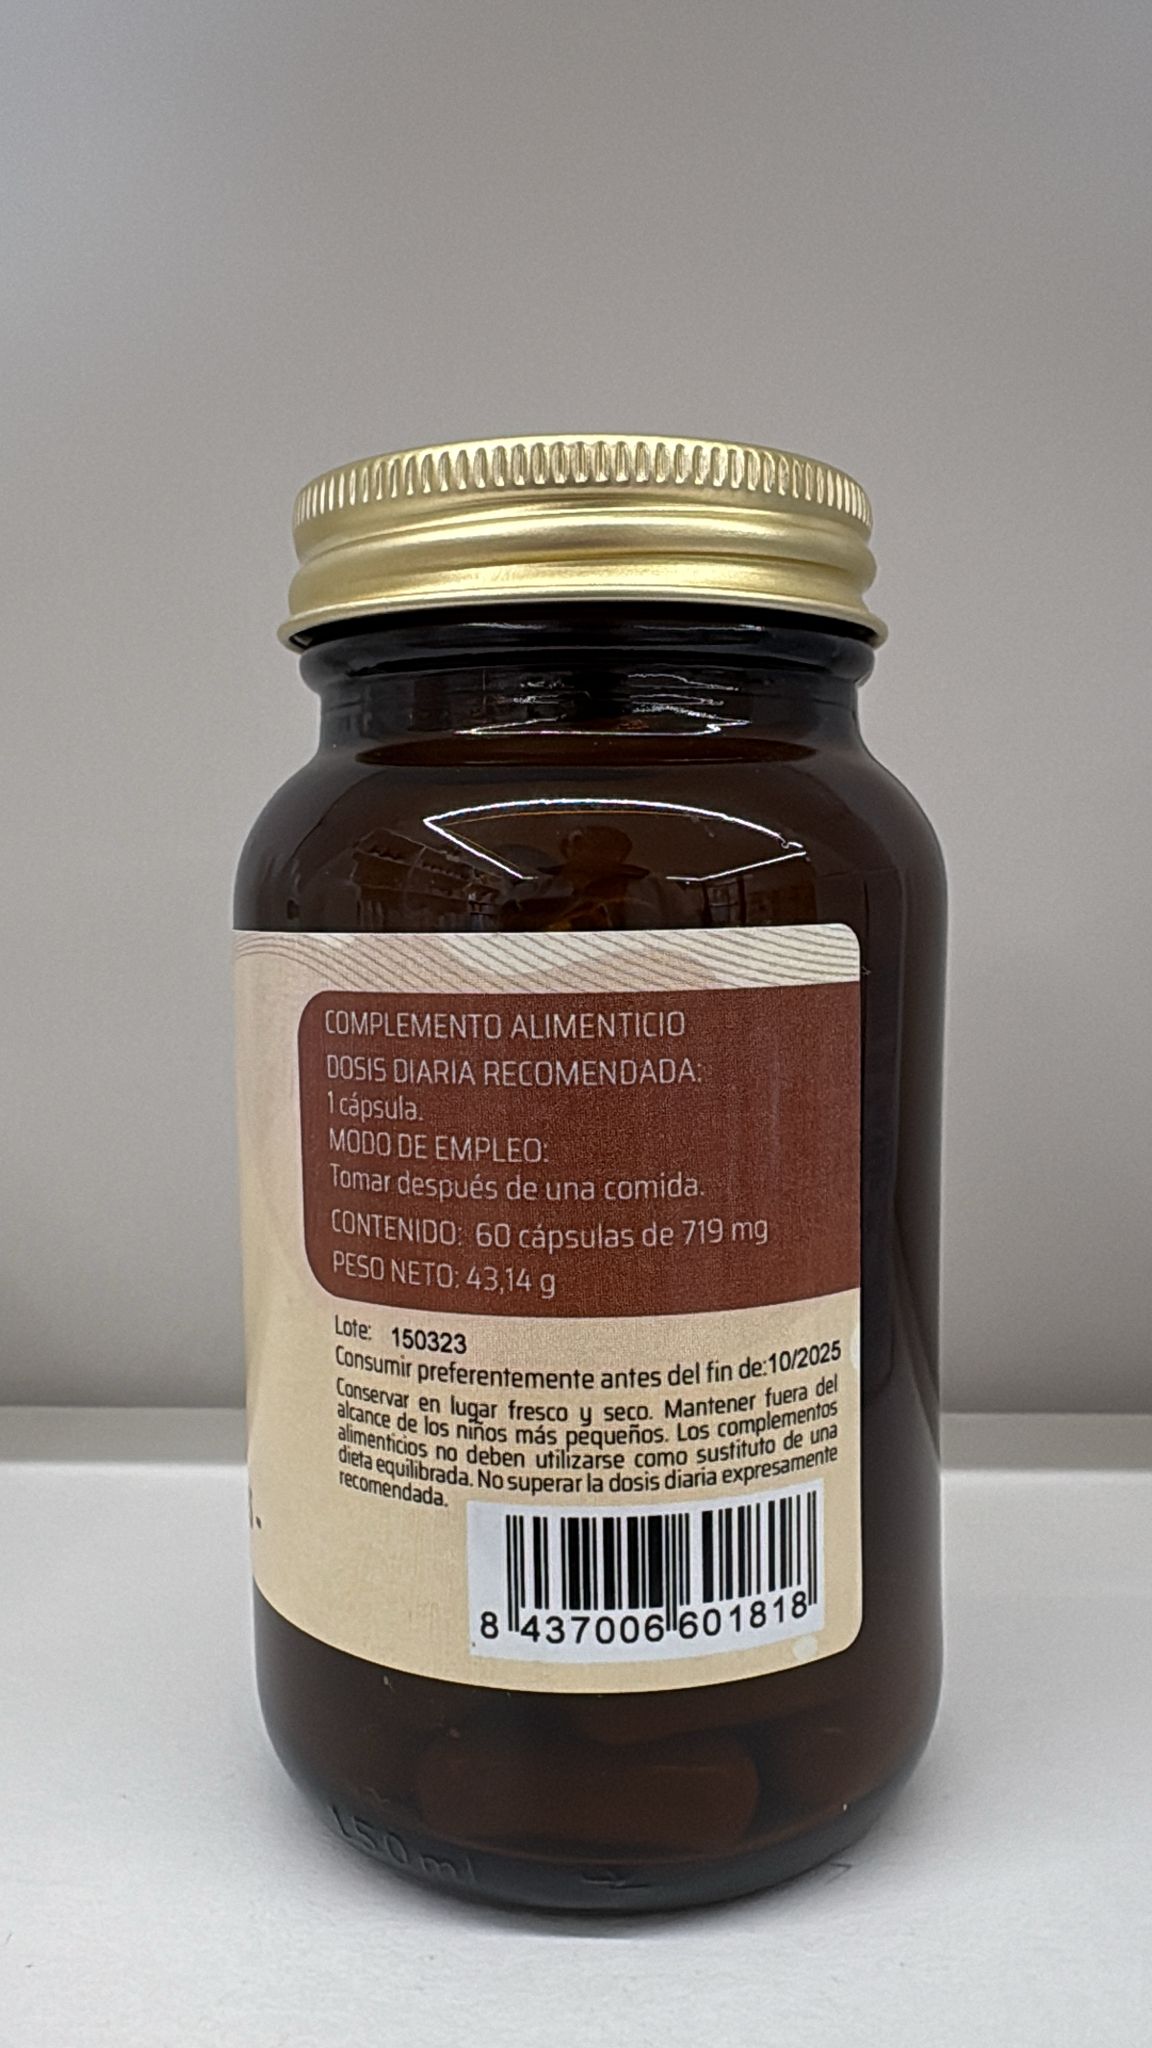 COMPLEMENTO ALIMENTICIO
DOSIS DIARIA RECOMENDADA:
1 cápsula.
MODO DE EMPLEO:
Tomar después de una comida.
CONTENIDO: 60 cápsulas de 719 mg
PESO NETO: 43,14 g
Lote: 150323
Consumir preferentemente antes del fin de:10/2025
Conservar en lugar fresco y seco. Mantener fuera del
alcance de los niños más pequeños. Los complementos
alimenticios no deben utilizarse como sustituto de una
dieta equilibrada. No superar la dosis diaria expresamente
recomendada.
8 437006 601818
150 ml